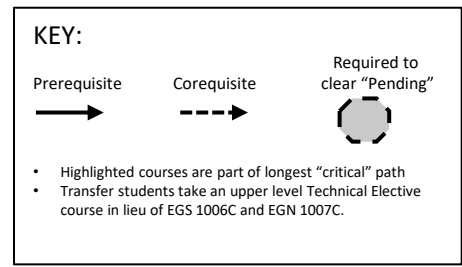 KEY:
Required to
Prerequisite Corequisite clear “Pending”
• Highlighted courses are part of longest “critical” path
• Transfer students take an upper level Technical Elective
course in lieu of EGS 1006C and EGN 1007C.